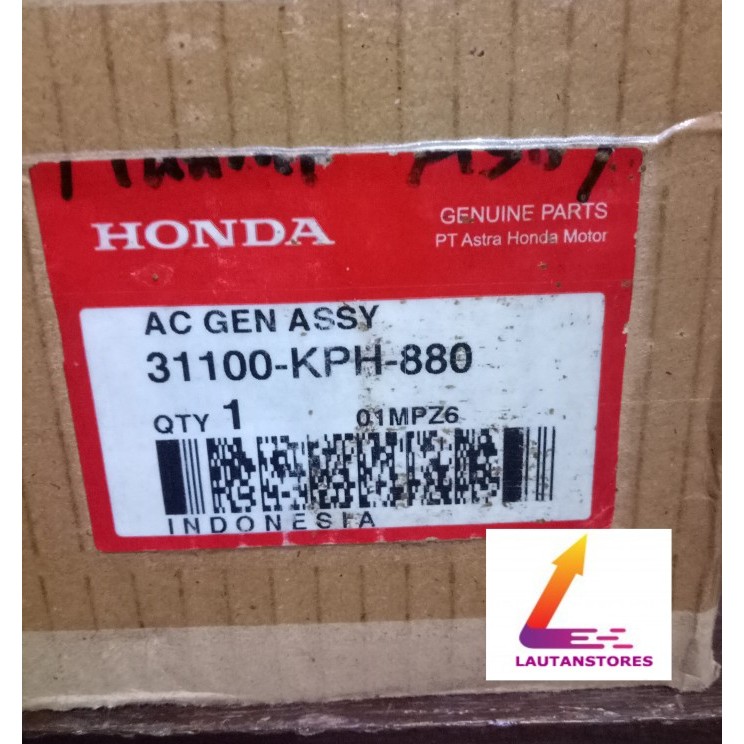 HONDA
GENUINE PARTS
PT Astra Honda Motor
AC GEN ASSY
31100-KPH-880
QTY 1 01MPZ6
INDONESIA
LAUTANSTORES